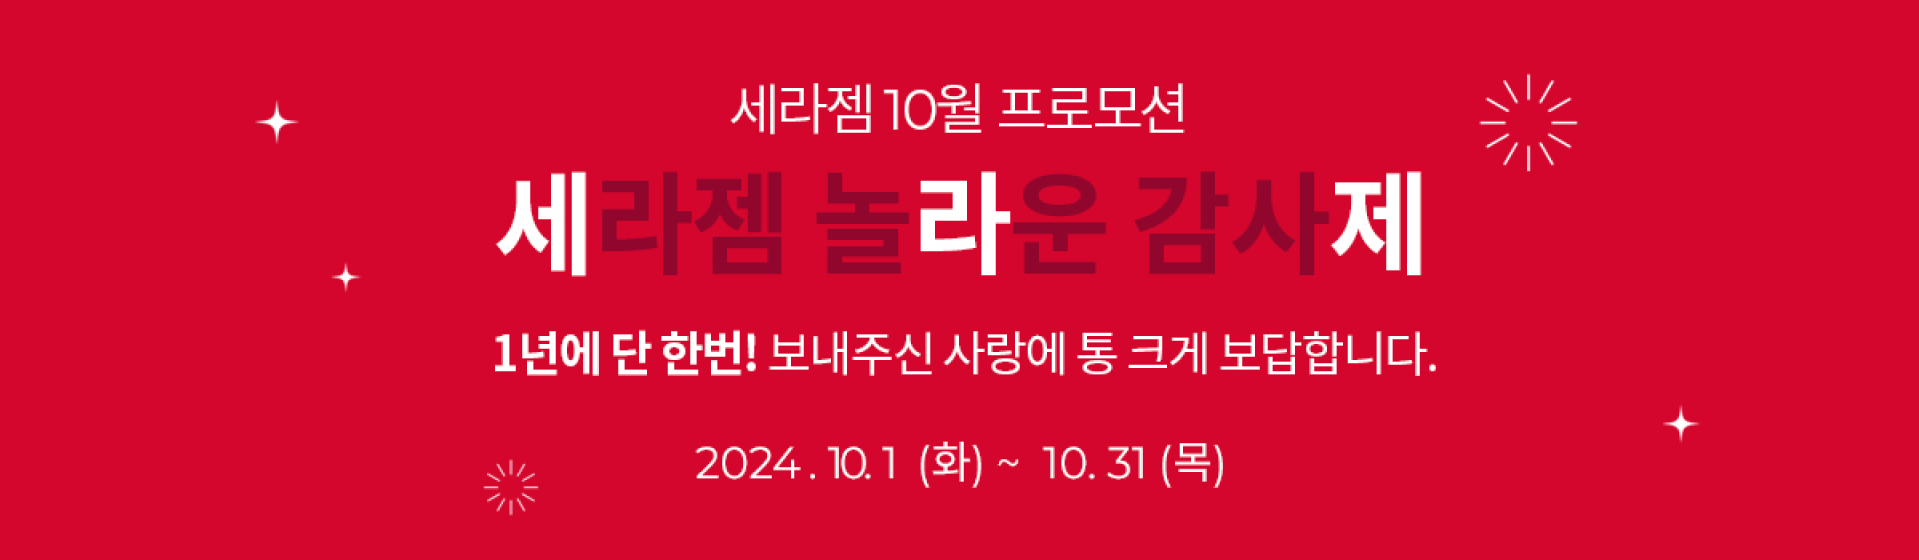 세라젬 10월 프로모션
세라젬 놀라운 감사제
1년에 단 한번! 보내주신 사랑에 통 크게 보답합니다.
2024. 10. 1 (화) ~ 10. 31 (목)